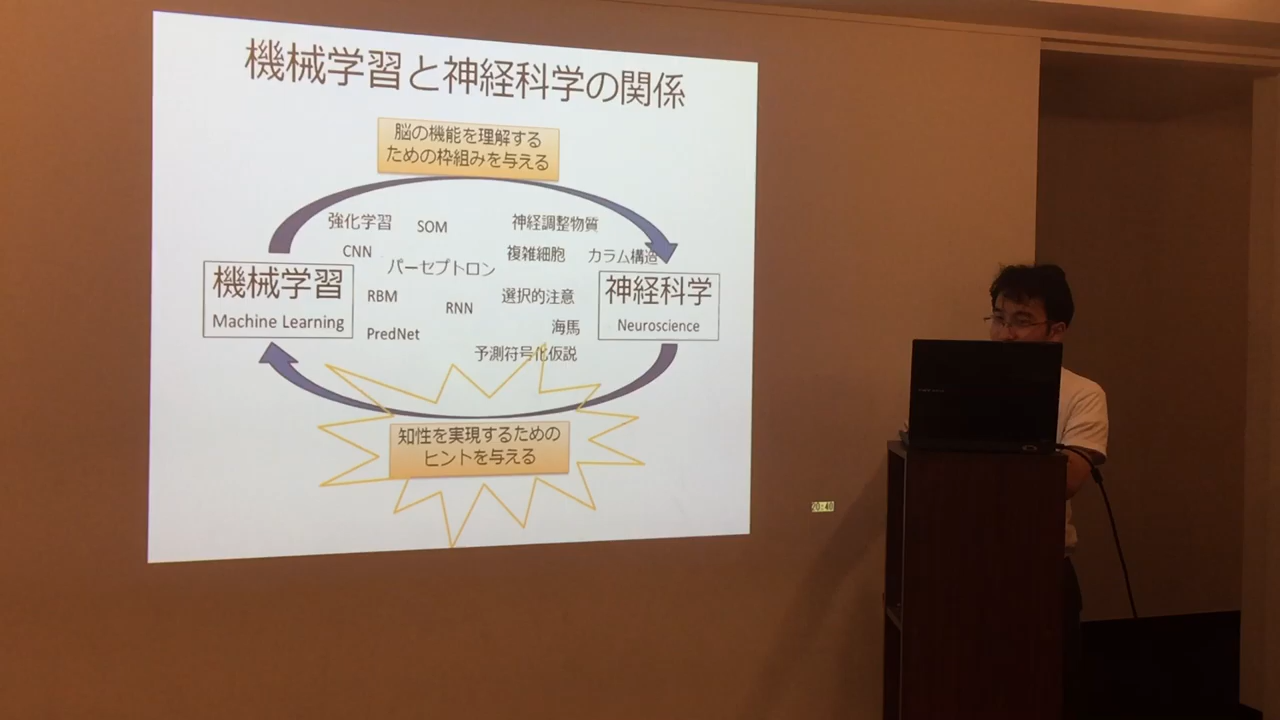 機械学習と神経科学の関係
脳の機能を理解する
ための枠組みを与える
強化学習
SOM
神経調整物質
CNN
パーセプトロン
複雑細胞
カラム構造
機械学習
Machine Learning
RBM
RNN
選択的注意
神経科学
Neuroscience
PredNet
海馬
予測符号化仮説
知性を実現するための
ヒントを与える
20:40